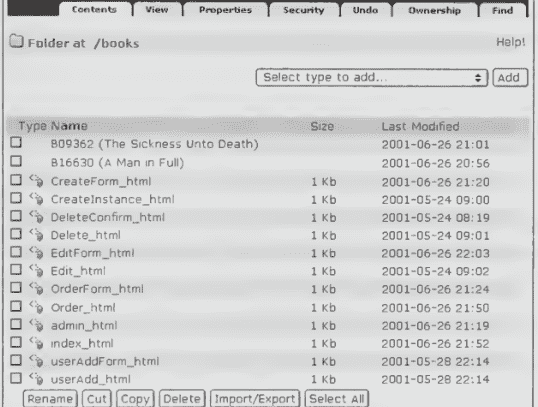 Contents View Properties Security Undo Ownership Find
Folder at /books Help!
Select type to add... Add
Type Name Size Last Modified
B09362 (The Sickness Unto Death) 2001-06-26 21:01
B16630 (A Man in Full) 2001-06-26 20:56
CreateForm_html 1 Kb 2001-06-26 21:20
CreateInstance_html 1 Kb 2001-05-24 09:00
DeleteConfirm_html 1 Kb 2001-05-24 08:19
Delete_html 1 Kb 2001-05-24 09:01
EditForm_html 1 Kb 2001-06-26 22:03
Edit_html 1 Kb 2001-05-24 09:02
OrderForm_html 1 Kb 2001-06-26 21:24
Order_html 1 Kb 2001-06-26 21:50
admin_html 1 Kb 2001-06-26 21:19
index_html 1 Kb 2001-06-26 21:52
userAddForm_html 1 Kb 2001-05-28 22:14
userAdd_html 1 Kb 2001-05-28 22:14
Rename Cut Copy Delete Import/Export Select All